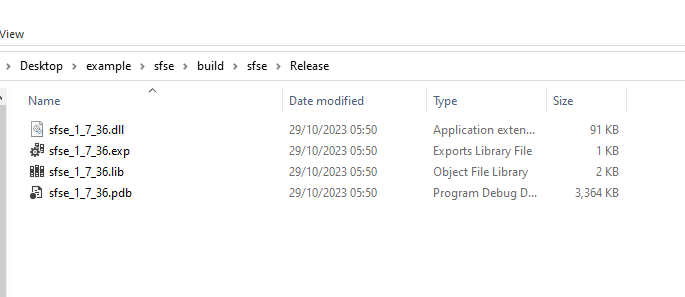 View
Desktop > example > sfse > build > sfse > Release
Name Date modified Type Size
sfse_1_7_36.dll 29/10/2023 05:50 Application exten... 91 KB
sfse_1_7_36.exp 29/10/2023 05:50 Exports Library File 1 KB
sfse_1_7_36.lib 29/10/2023 05:50 Object File Library 2 KB
sfse_1_7_36.pdb 29/10/2023 05:50 Program Debug D... 3,364 KB